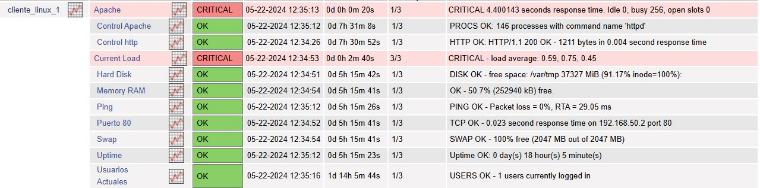 cliente_linux_1 Apache CRITICAL 05-22-2024 12:35:13 0d 0h 0m 20s 1/3 CRITICAL 4.400143 seconds response time. Idle 0, busy 256, open slots 0
Control Apache OK 05-22-2024 12:35:12 0d 7h 31m 8s 1/3 PROCS OK: 146 processes with command name 'httpd'
Control http OK 05-22-2024 12:34:26 0d 7h 30m 52s 1/3 HTTP OK: HTTP/1.1 200 OK - 1211 bytes in 0.004 second response time
Current Load CRITICAL 05-22-2024 12:34:53 0d 0h 2m 40s 3/3 CRITICAL - load average: 0.59, 0.75, 0.45
Hard Disk OK 05-22-2024 12:34:51 0d 5h 15m 42s 1/3 DISK OK - free space: /var/tmp 37327 MiB (91.17% inode=100%):
Memory RAM OK 05-22-2024 12:34:54 0d 5h 15m 41s 1/3 OK - 50.7% (252940 kB) free.
Ping OK 05-22-2024 12:35:12 0d 5h 15m 26s 1/3 PING OK - Packet loss = 0%, RTA = 29.05 ms
Puerto 80 OK 05-22-2024 12:34:52 0d 5h 15m 41s 1/3 TCP OK - 0.023 second response time on 192.168.50.2 port 80
Swap OK 05-22-2024 12:34:54 0d 5h 15m 41s 1/3 SWAP OK - 100% free (2047 MB out of 2047 MB)
Uptime OK 05-22-2024 12:35:12 0d 5h 15m 23s 1/3 Uptime OK: 0 day(s) 18 hour(s) 5 minute(s)
Usuarios
Actuales OK 05-22-2024 12:35:16 1d 14h 5m 44s 1/3 USERS OK - 1 users currently logged in